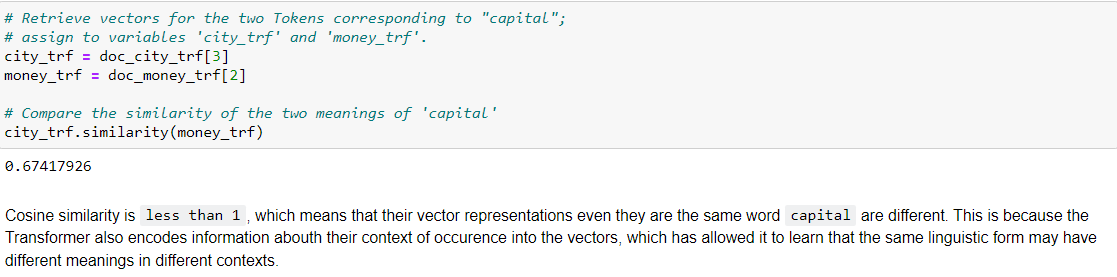 # Retrieve vectors for the two Tokens corresponding to "capital";
# assign to variables 'city_trf' and 'money_trf'.
city_trf = doc_city_trf[3]
money_trf = doc_money_trf[2]
# Compare the similarity of the two meanings of 'capital'
city_trf.similarity(money_trf)
0.67417926
Cosine similarity is less than 1 , which means that their vector representations even they are the same word capital are different. This is because the
Transformer also encodes information abouth their context of occurence into the vectors, which has allowed it to learn that the same linguistic form may have
different meanings in different contexts.